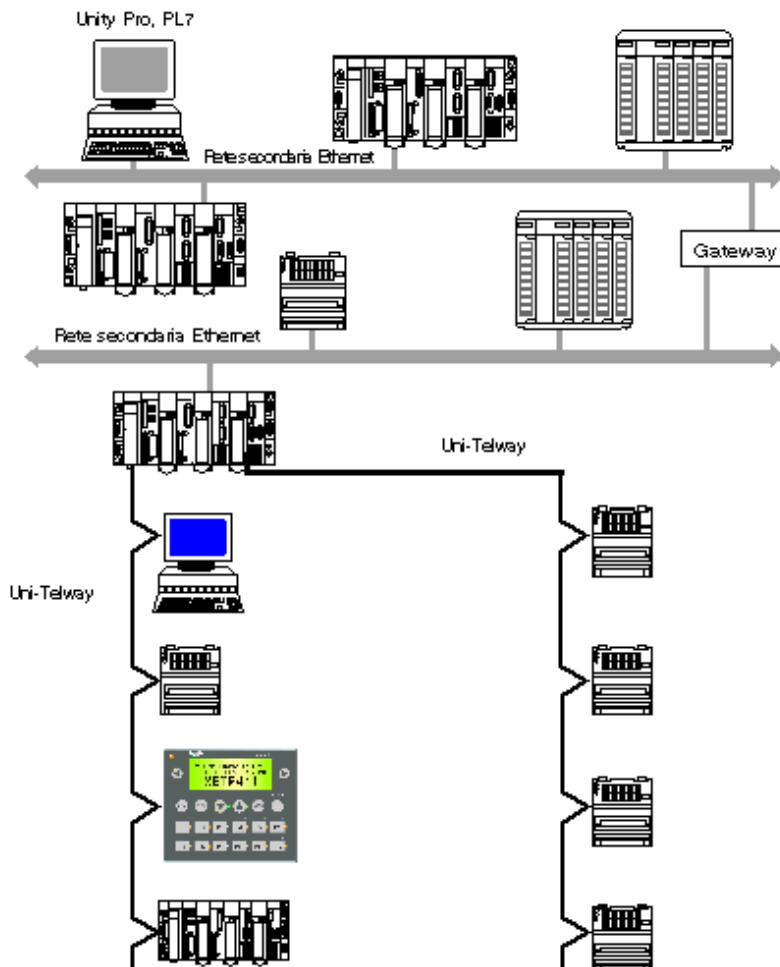 Unity Pro, PL7
Rete secondaria Ethernet
Gateway
Rete secondaria Ethernet
Uni-Telway
Uni-Telway